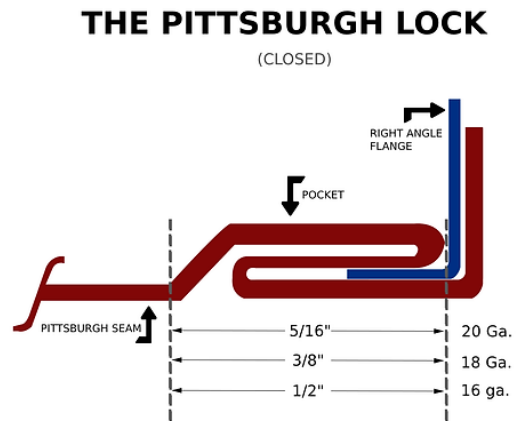 THE PITTSBURGH LOCK
(CLOSED)
RIGHT ANGLE
FLANGE
POCKET
PITTSBURGH SEAM
5/16" 20 Ga.
3/8" 18 Ga.
1/2" 16 ga.